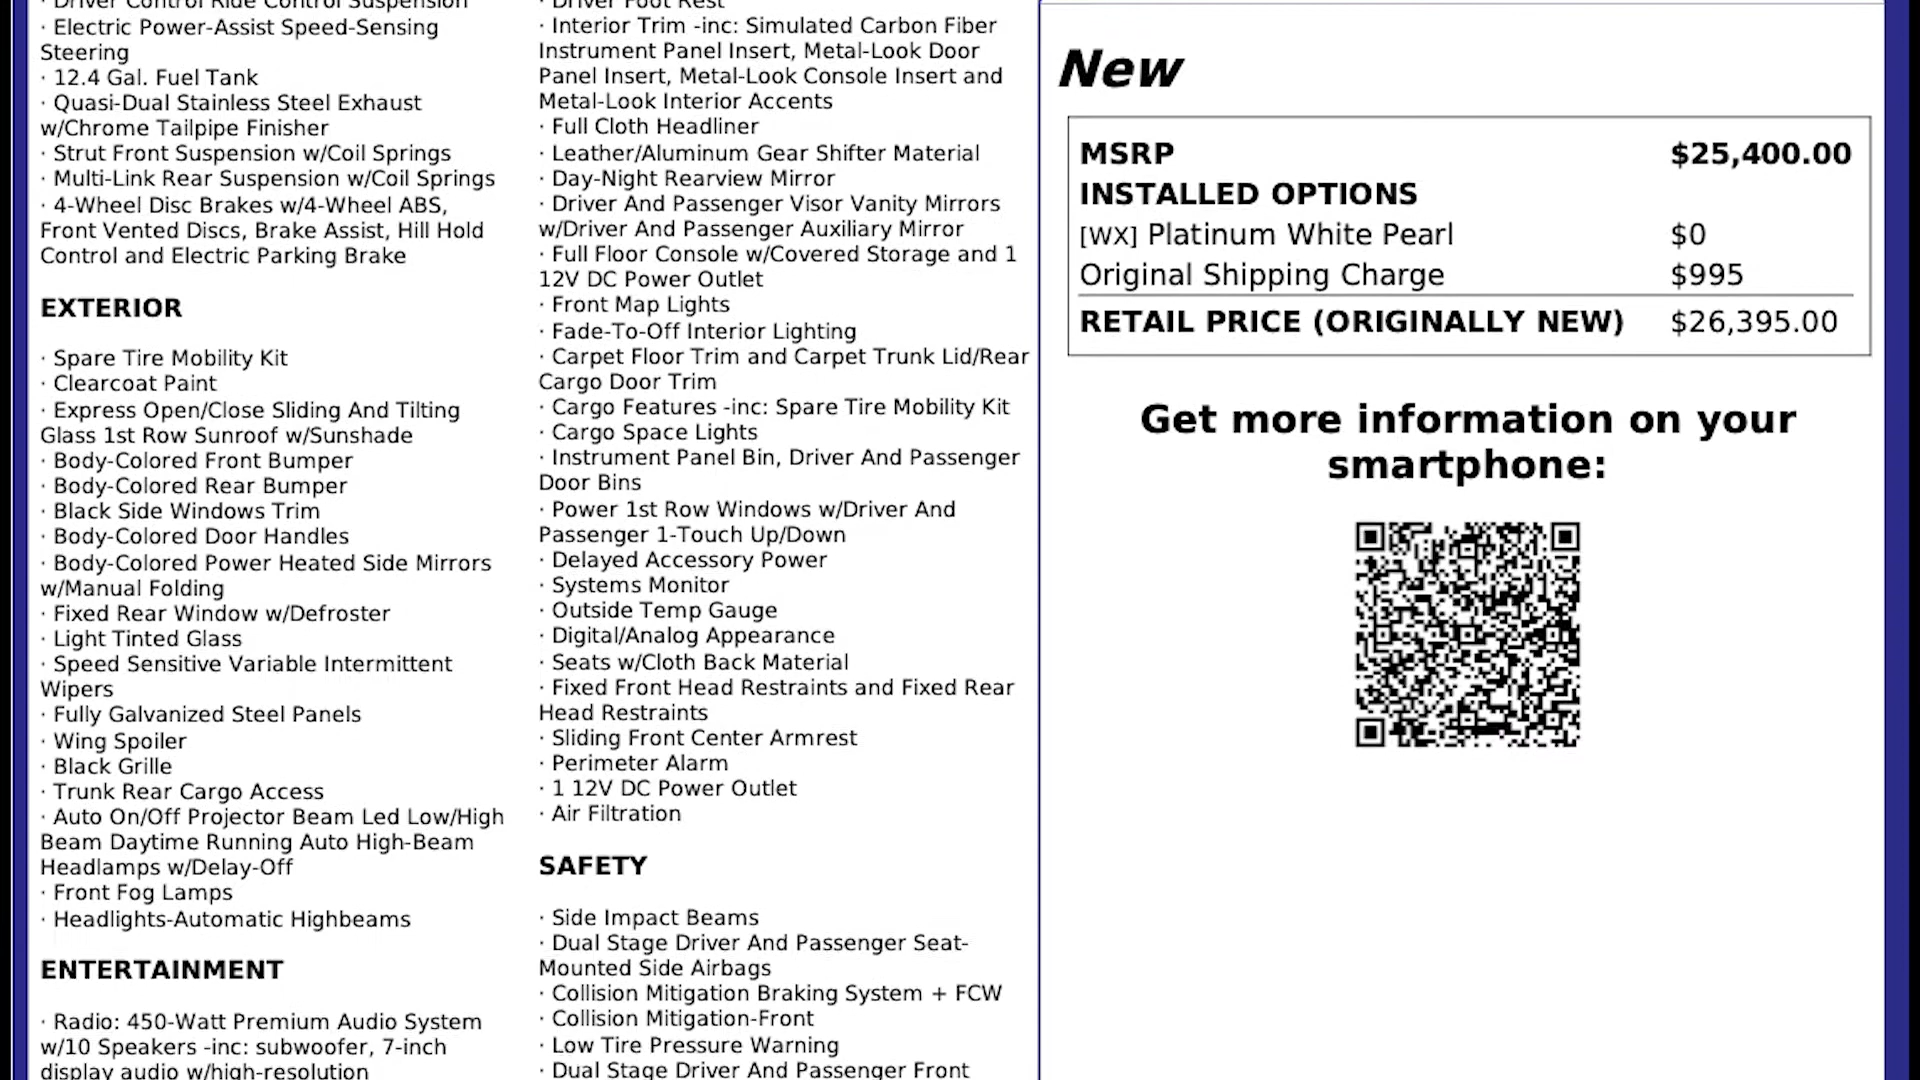 · Driver Control Ride Control Suspension
· Electric Power-Assist Speed-Sensing
Steering
· 12.4 Gal. Fuel Tank
· Quasi-Dual Stainless Steel Exhaust
w/Chrome Tailpipe Finisher
· Strut Front Suspension w/Coil Springs
· Multi-Link Rear Suspension w/Coil Springs
· 4-Wheel Disc Brakes w/4-Wheel ABS,
Front Vented Discs, Brake Assist, Hill Hold
Control and Electric Parking Brake
EXTERIOR
· Spare Tire Mobility Kit
· Clearcoat Paint
· Express Open/Close Sliding And Tilting
Glass 1st Row Sunroof w/Sunshade
· Body-Colored Front Bumper
· Body-Colored Rear Bumper
· Black Side Windows Trim
· Body-Colored Door Handles
· Body-Colored Power Heated Side Mirrors
w/Manual Folding
· Fixed Rear Window w/Defroster
· Light Tinted Glass
· Speed Sensitive Variable Intermittent
Wipers
· Fully Galvanized Steel Panels
· Wing Spoiler
· Black Grille
· Trunk Rear Cargo Access
· Auto On/Off Projector Beam Led Low/High
Beam Daytime Running Auto High-Beam
Headlamps w/Delay-Off
· Front Fog Lamps
· Headlights-Automatic Highbeams
ENTERTAINMENT
· Radio: 450-Watt Premium Audio System
w/10 Speakers -inc: subwoofer, 7-inch
display audio w/high-resolution
· Driver Foot Rest
· Interior Trim -inc: Simulated Carbon Fiber
Instrument Panel Insert, Metal-Look Door
Panel Insert, Metal-Look Console Insert and
Metal-Look Interior Accents
· Full Cloth Headliner
· Leather/Aluminum Gear Shifter Material
· Day-Night Rearview Mirror
· Driver And Passenger Visor Vanity Mirrors
w/Driver And Passenger Auxiliary Mirror
· Full Floor Console w/Covered Storage and 1
12V DC Power Outlet
· Front Map Lights
· Fade-To-Off Interior Lighting
· Carpet Floor Trim and Carpet Trunk Lid/Rear
Cargo Door Trim
· Cargo Features -inc: Spare Tire Mobility Kit
· Cargo Space Lights
· Instrument Panel Bin, Driver And Passenger
Door Bins
· Power 1st Row Windows w/Driver And
Passenger 1-Touch Up/Down
· Delayed Accessory Power
· Systems Monitor
· Outside Temp Gauge
· Digital/Analog Appearance
· Seats w/Cloth Back Material
· Fixed Front Head Restraints and Fixed Rear
Head Restraints
· Sliding Front Center Armrest
· Perimeter Alarm
· 1 12V DC Power Outlet
· Air Filtration
SAFETY
· Side Impact Beams
· Dual Stage Driver And Passenger Seat-
Mounted Side Airbags
· Collision Mitigation Braking System + FCW
· Collision Mitigation-Front
· Low Tire Pressure Warning
· Dual Stage Driver And Passenger Front
New
MSRP $25,400.00
INSTALLED OPTIONS
[WX] Platinum White Pearl $0
Original Shipping Charge $995
RETAIL PRICE (ORIGINALLY NEW) $26,395.00
Get more information on your
smartphone: